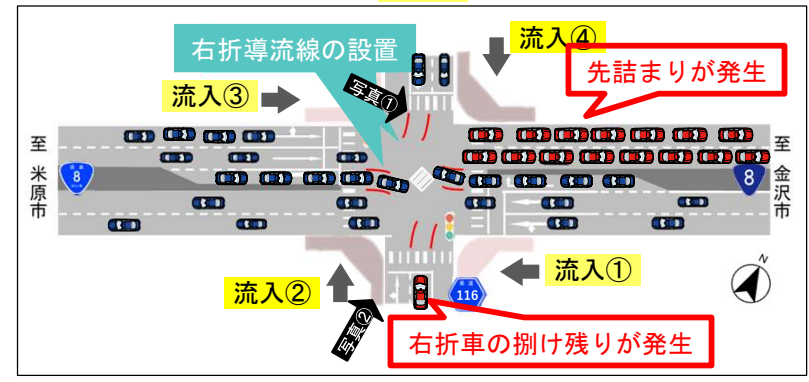 流入④
右折導流線の設置
先詰まりが発生
流入③
写真①
至
米
原
市
8
至
金
沢
市
8
流入①
流入②
116
N
写真②
右折車の捌け残りが発生